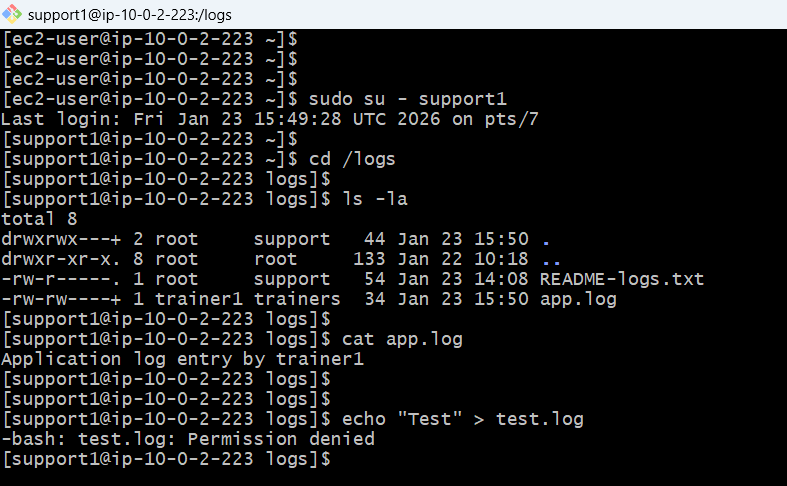 support1@ip-10-0-2-223:/logs
[ec2-user@ip-10-0-2-223 ~]$
[ec2-user@ip-10-0-2-223 ~]$
[ec2-user@ip-10-0-2-223 ~]$
[ec2-user@ip-10-0-2-223 ~]$ sudo su - support1
Last login: Fri Jan 23 15:49:28 UTC 2026 on pts/7
[support1@ip-10-0-2-223 ~]$
[support1@ip-10-0-2-223 ~]$ cd /logs
[support1@ip-10-0-2-223 logs]$
[support1@ip-10-0-2-223 logs]$ ls -la
total 8
drwxrwx---+ 2 root     support   44 Jan 23 15:50 .
drwxr-xr-x. 8 root     root     133 Jan 22 10:18 ..
-rw-r-----. 1 root     support   54 Jan 23 14:08 README-logs.txt
-rw-rw----+ 1 trainer1 trainers  34 Jan 23 15:50 app.log
[support1@ip-10-0-2-223 logs]$
[support1@ip-10-0-2-223 logs]$ cat app.log
Application log entry by trainer1
[support1@ip-10-0-2-223 logs]$
[support1@ip-10-0-2-223 logs]$
[support1@ip-10-0-2-223 logs]$ echo "Test" > test.log
-bash: test.log: Permission denied
[support1@ip-10-0-2-223 logs]$